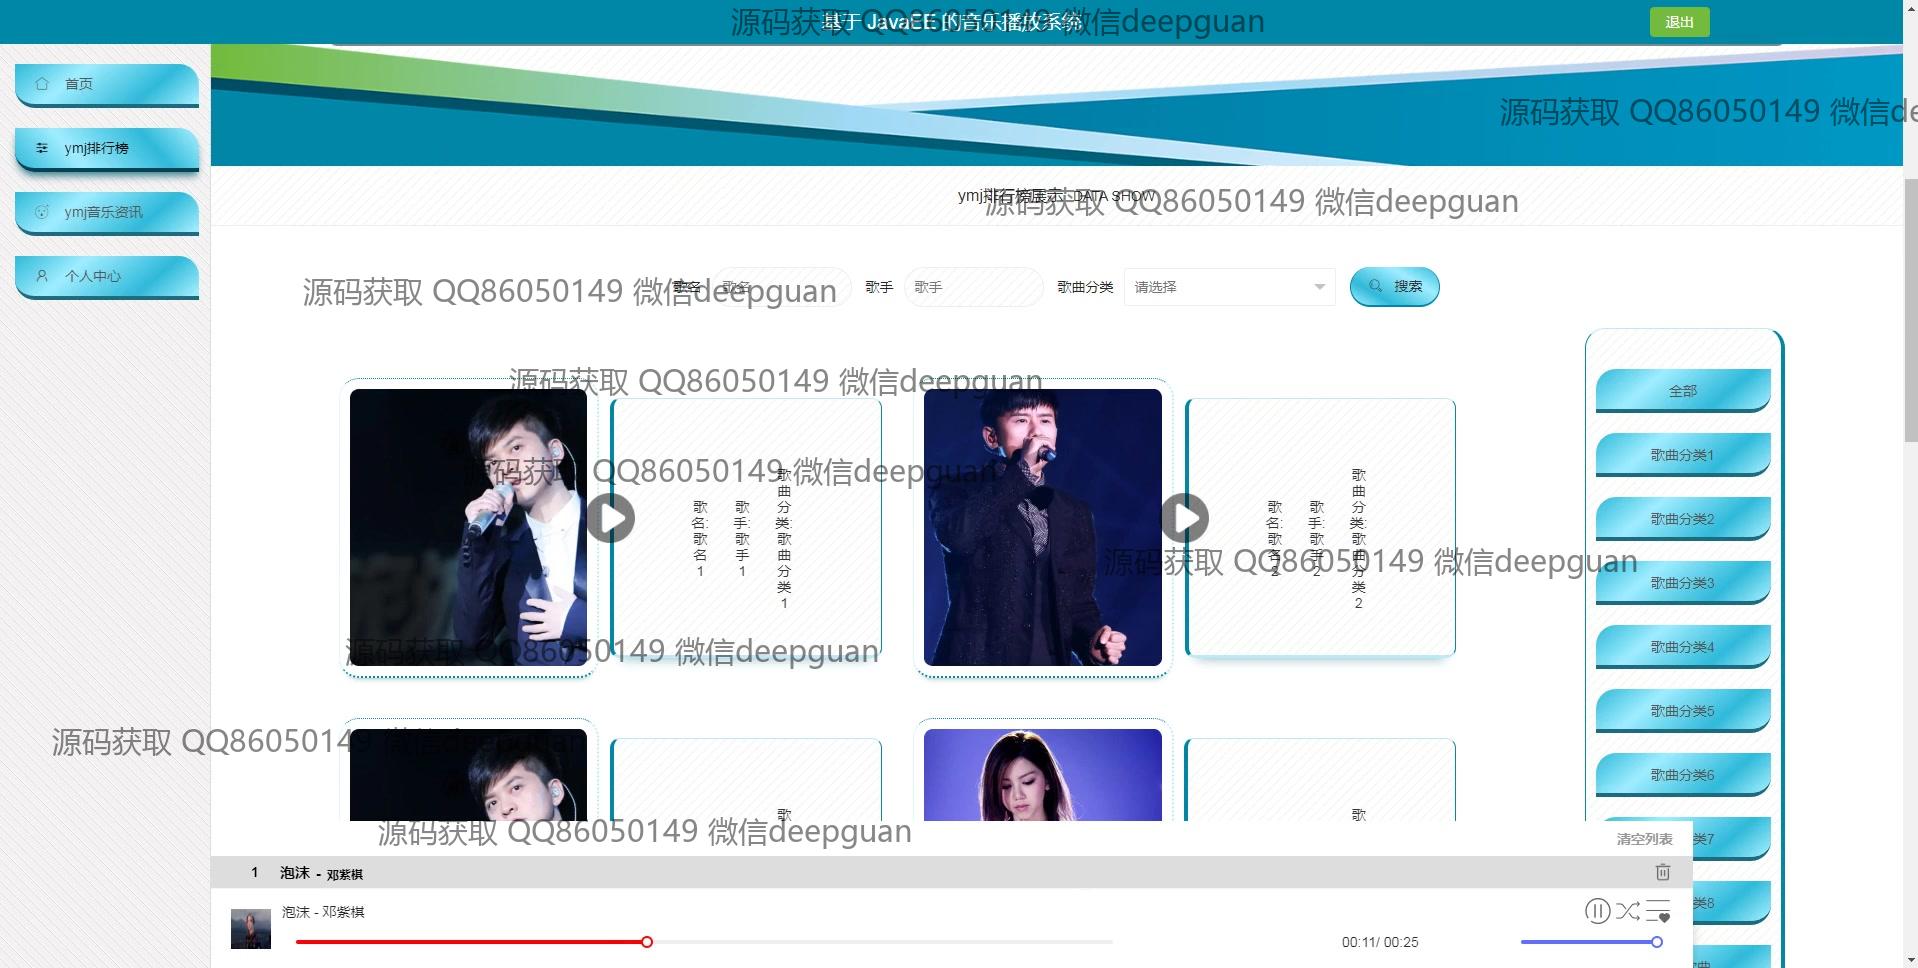 基于 JavaEE 的音乐播放系统
源码获取 QQ86050149 微信deepguan
退出
首页
ymj排行榜
ymj音乐资讯
个人中心
源码获取 QQ86050149 微信de
ymj排行榜展示 DATA SHOW
源码获取 QQ86050149 微信deepguan
歌名 歌名 歌手 歌手 歌曲分类 请选择 搜索
源码获取 QQ86050149 微信deepguan
源码获取 QQ86050149 微信deepguan
源码获取 QQ86050149 微信deepguan
歌名:歌名1
歌手:歌手1
歌曲分类:歌曲分类1
歌名:歌名2
歌手:歌手2
歌曲分类:歌曲分类2
源码获取 QQ86050149 微信deepguan
源码获取 QQ86050149 微信deepguan
源码获取 QQ86050149 微信deepguan
歌
歌
源码获取 QQ86050149 微信deepguan
全部
歌曲分类1
歌曲分类2
歌曲分类3
歌曲分类4
歌曲分类5
歌曲分类6
类7
类8
清空列表
1 泡沫 - 邓紫棋
泡沫 - 邓紫棋
00:11/ 00:25